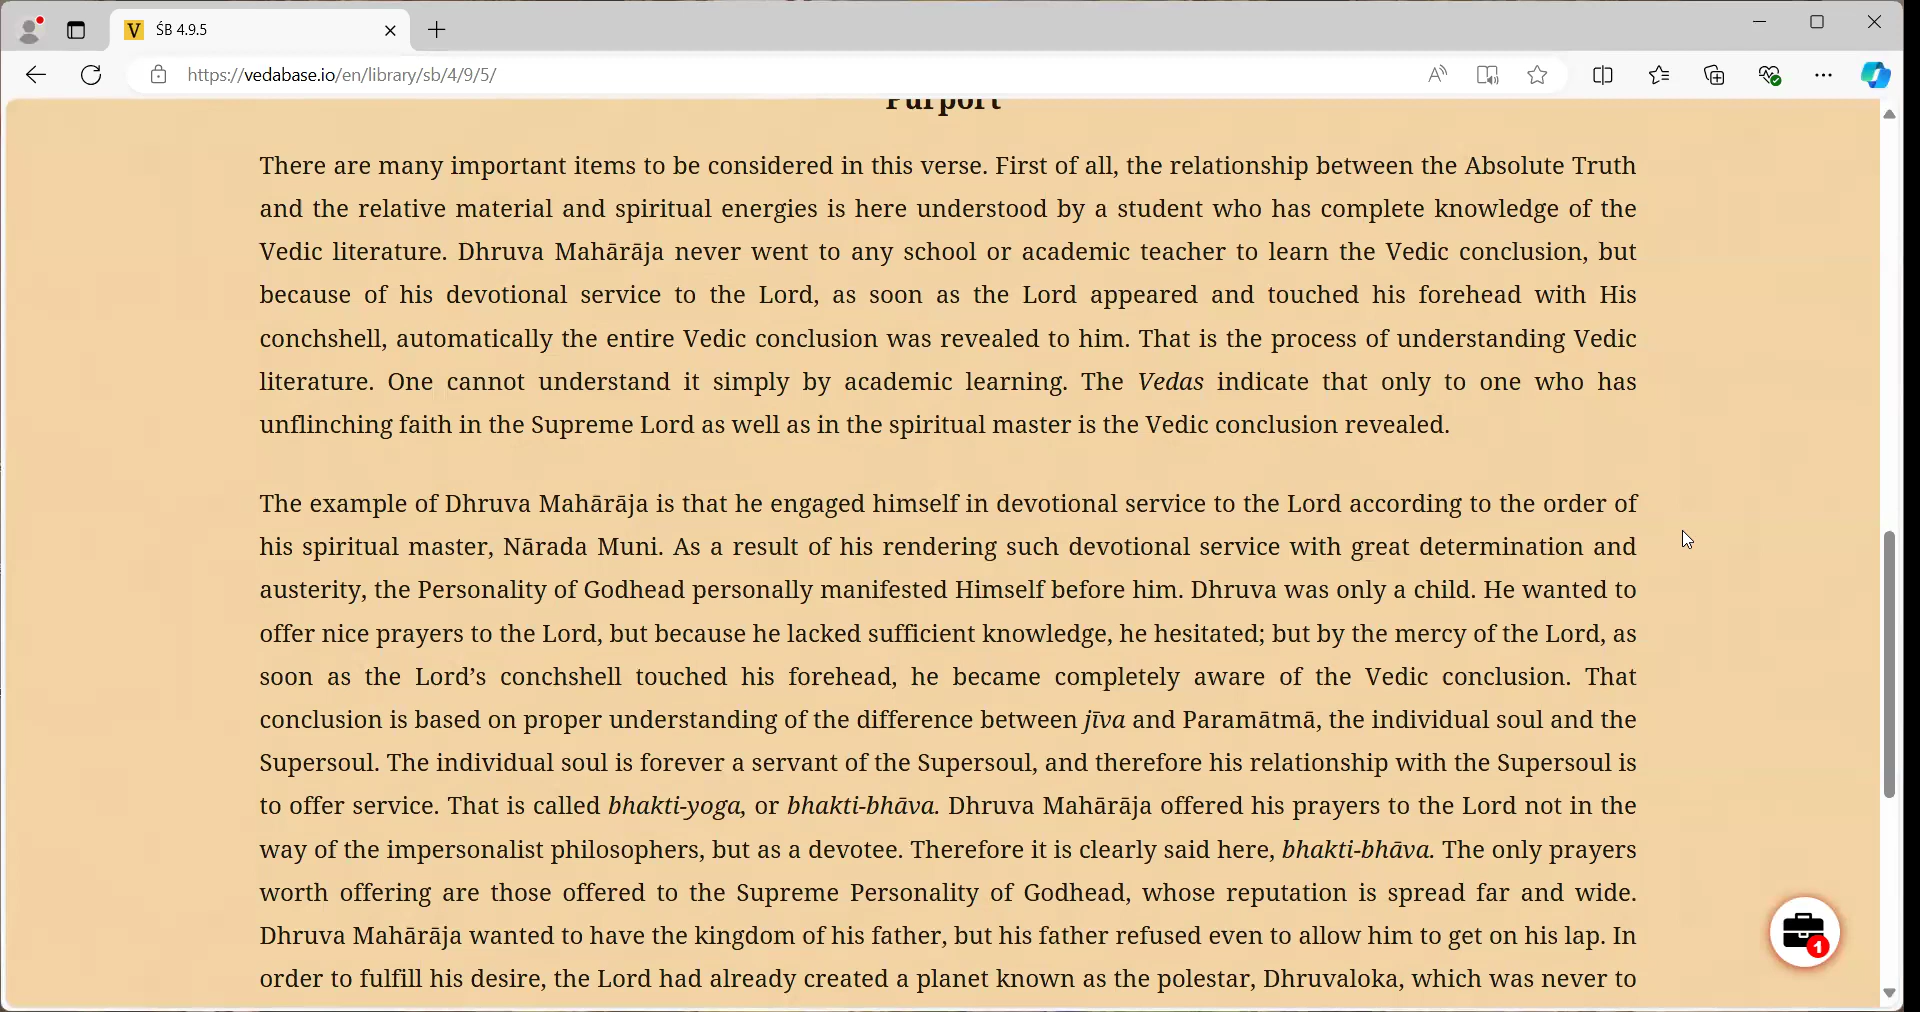 ŚB 4.9.5
https://vedabase.io/en/library/sb/4/9/5/
Purport
There are many important items to be considered in this verse. First of all, the relationship between the Absolute Truth
and the relative material and spiritual energies is here understood by a student who has complete knowledge of the
Vedic literature. Dhruva Mahārāja never went to any school or academic teacher to learn the Vedic conclusion, but
because of his devotional service to the Lord, as soon as the Lord appeared and touched his forehead with His
conchshell, automatically the entire Vedic conclusion was revealed to him. That is the process of understanding Vedic
literature. One cannot understand it simply by academic learning. The Vedas indicate that only to one who has
unflinching faith in the Supreme Lord as well as in the spiritual master is the Vedic conclusion revealed.
The example of Dhruva Mahārāja is that he engaged himself in devotional service to the Lord according to the order of
his spiritual master, Nārada Muni. As a result of his rendering such devotional service with great determination and
austerity, the Personality of Godhead personally manifested Himself before him. Dhruva was only a child. He wanted to
offer nice prayers to the Lord, but because he lacked sufficient knowledge, he hesitated; but by the mercy of the Lord, as
soon as the Lord’s conchshell touched his forehead, he became completely aware of the Vedic conclusion. That
conclusion is based on proper understanding of the difference between jīva and Paramātmā, the individual soul and the
Supersoul. The individual soul is forever a servant of the Supersoul, and therefore his relationship with the Supersoul is
to offer service. That is called bhakti-yoga, or bhakti-bhāva. Dhruva Mahārāja offered his prayers to the Lord not in the
way of the impersonalist philosophers, but as a devotee. Therefore it is clearly said here, bhakti-bhāva. The only prayers
worth offering are those offered to the Supreme Personality of Godhead, whose reputation is spread far and wide.
Dhruva Mahārāja wanted to have the kingdom of his father, but his father refused even to allow him to get on his lap. In
order to fulfill his desire, the Lord had already created a planet known as the polestar, Dhruvaloka, which was never to
1